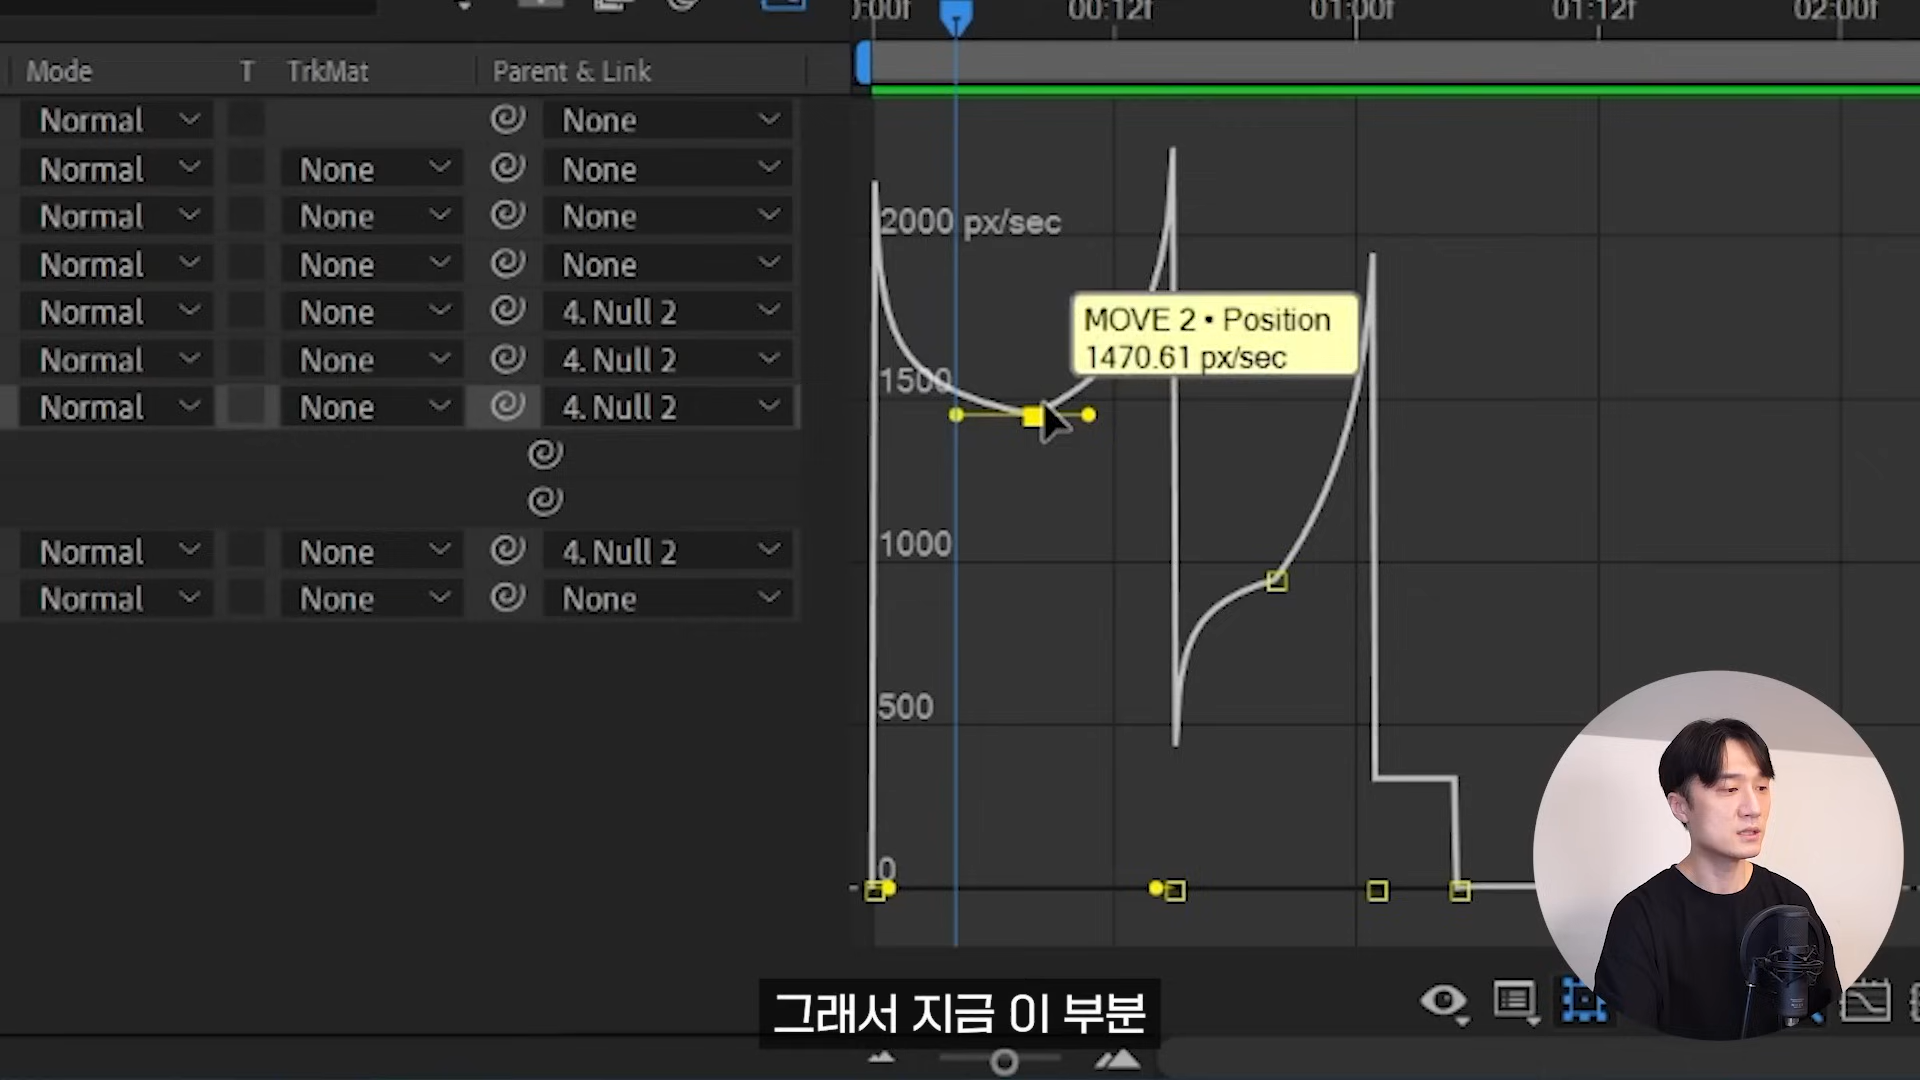 0:00f 00:12f 01:00f 01:12f 02:00f
Mode T TrkMat Parent & Link
Normal None
Normal None None
Normal None None
Normal None None
Normal None 4. Null 2
Normal None 4. Null 2
Normal None 4. Null 2
Normal None 4. Null 2
Normal None None
2000 px/sec
1500
1000
500
0
MOVE 2 • Position
1470.61 px/sec
그래서 지금 이 부분